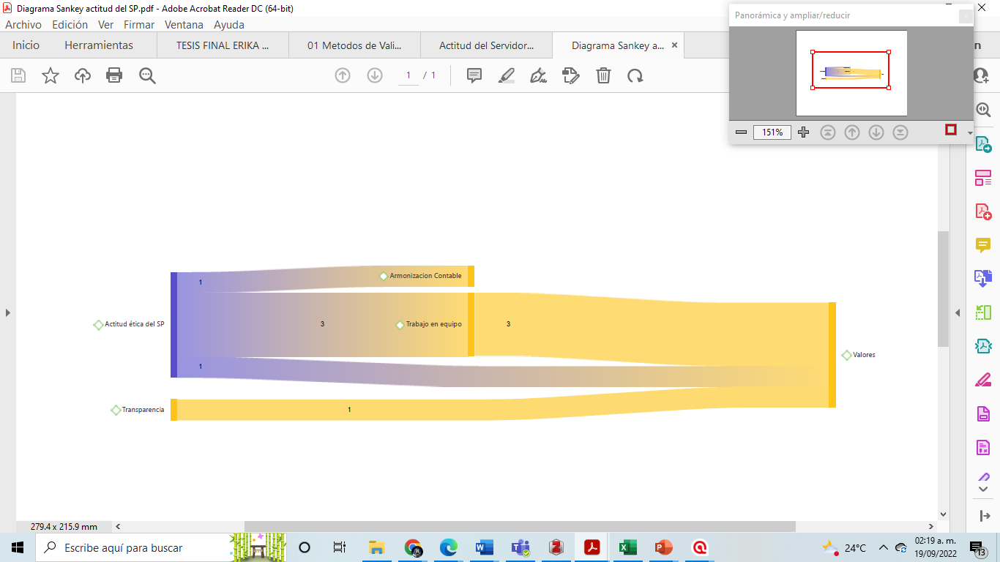 Diagrama Sankey actitud del SP.pdf - Adobe Acrobat Reader DC (64-bit)
Archivo Edición Ver Firmar Ventana Ayuda
Inicio Herramientas TESIS FINAL ERIKA ... 01 Metodos de Vali... Actitud del Servidor... Diagrama Sankey a... ×
1 / 1
Panorámica y ampliar/reducir
151%
1
Armonizacion Contable
Actitud ética del SP
3
Trabajo en equipo
3
1
Valores
Transparencia
1
279.4 x 215.9 mm
Escribe aquí para buscar
24°C
02:19 a. m.
19/09/2022
13